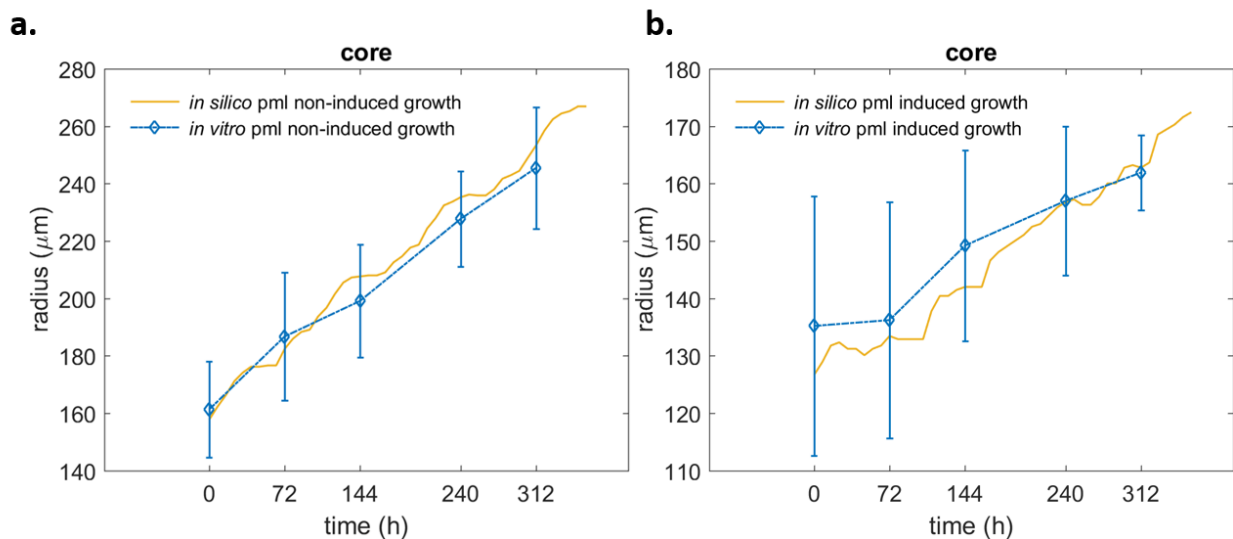 a.
core
in silico pml non-induced growth
in vitro pml non-induced growth
280
260
240
220
200
180
160
140
radius (μm)
0 72 144 240 312
time (h)
b.
core
in silico pml induced growth
in vitro pml induced growth
180
170
160
150
140
130
120
110
radius (μm)
0 72 144 240 312
time (h)